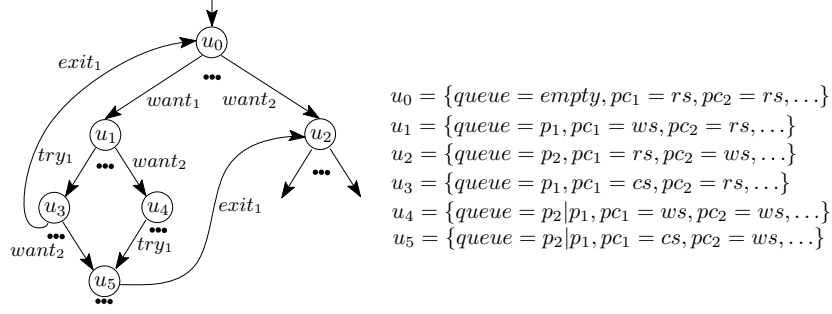 u₀
exit₁
want₁ want₂
u₁
u₂
try₁
want₂
u₃
u₄
exit₁
want₂
try₁
u₅
u₀ = {queue = empty, pc₁ = rs, pc₂ = rs, . . .}
u₁ = {queue = p₁, pc₁ = ws, pc₂ = rs, . . .}
u₂ = {queue = p₂, pc₁ = rs, pc₂ = ws, . . .}
u₃ = {queue = p₁, pc₁ = cs, pc₂ = rs, . . .}
u₄ = {queue = p₂|p₁, pc₁ = ws, pc₂ = ws, . . .}
u₅ = {queue = p₂|p₁, pc₁ = cs, pc₂ = ws, . . .}